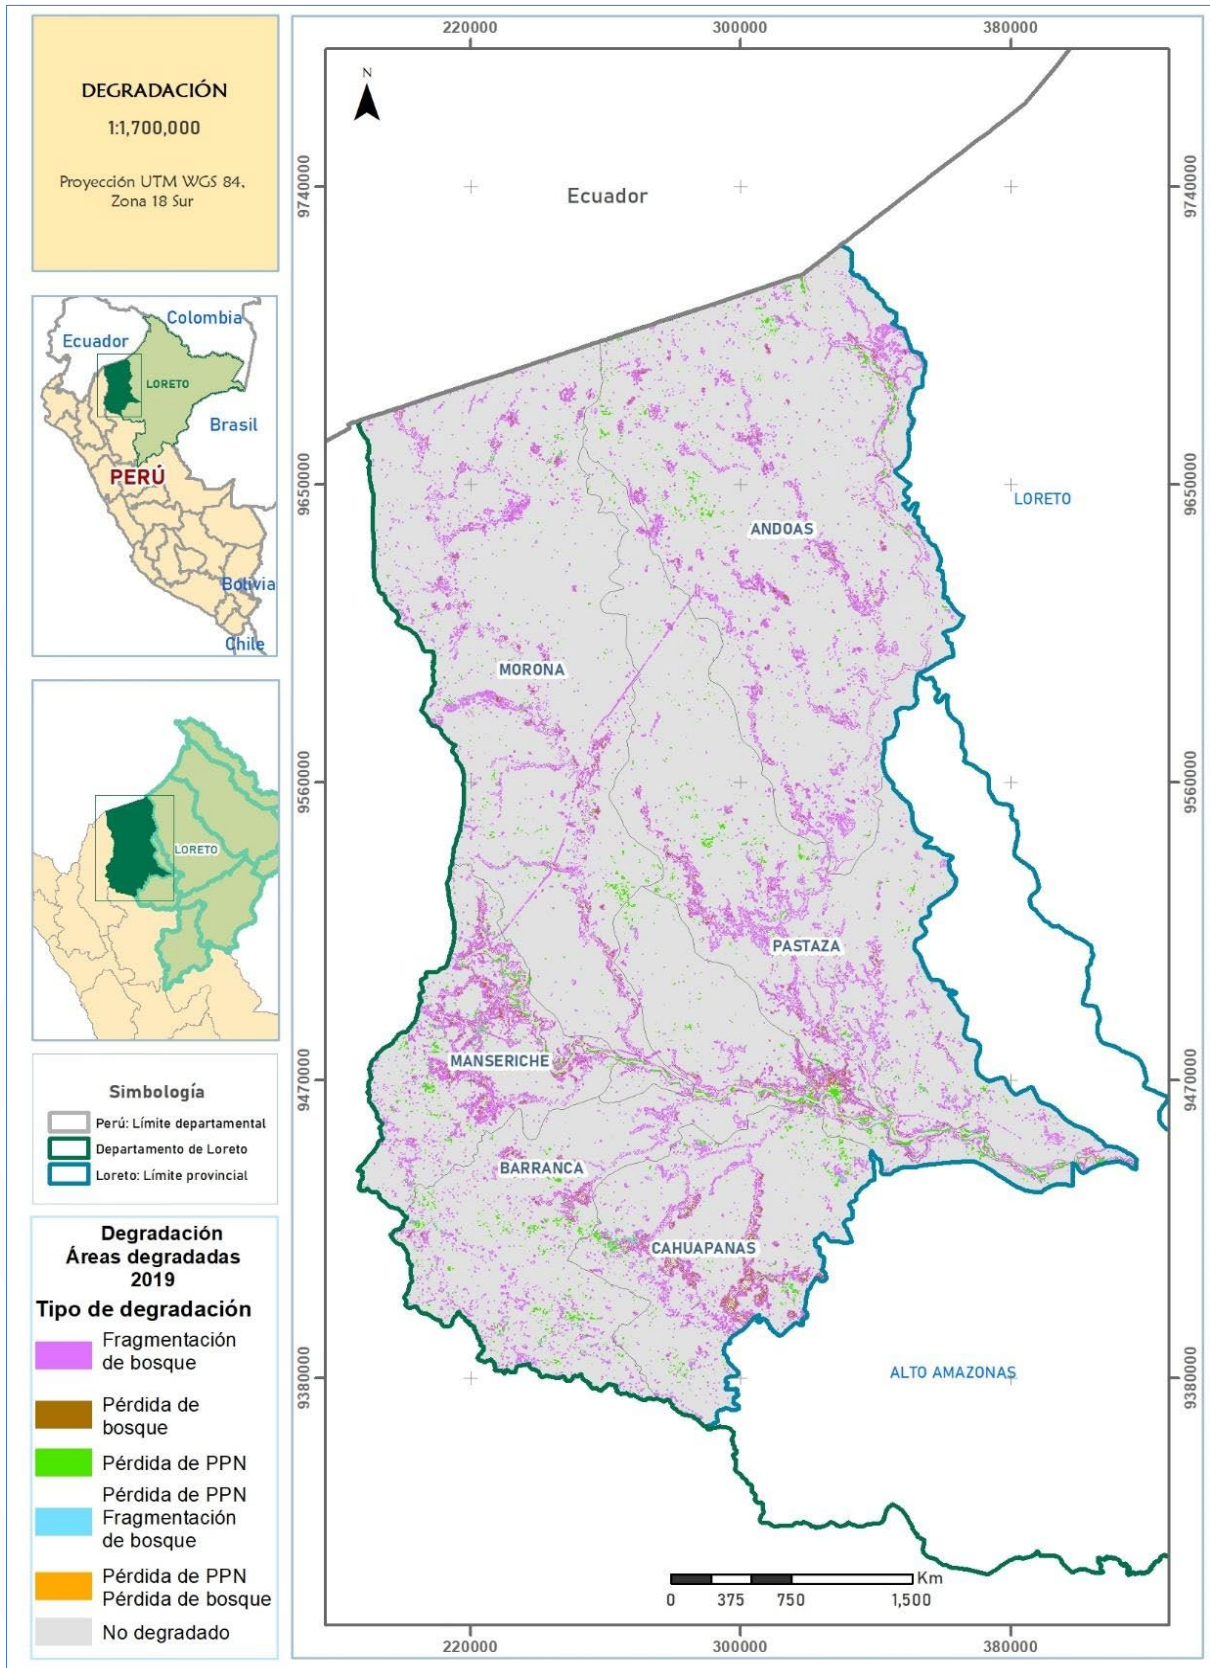 DEGRADACIÓN
1:1,700,000
Proyección UTM WGS 84,
Zona 18 Sur
Colombia
Ecuador
LORETO
Brasil
PERÚ
Bolivia
Chile
LORETO
Simbología
Perú: Límite departamental
Departamento de Loreto
Loreto: Límite provincial
Degradación
Áreas degradadas
2019
Tipo de degradación
Fragmentación
de bosque
Pérdida de
bosque
Pérdida de PPN
Pérdida de PPN
Fragmentación
de bosque
Pérdida de PPN
Pérdida de bosque
No degradado
220000
300000
380000
N
Ecuador
9740000
9740000
9650000
9650000
LORETO
ANDOAS
MORONA
9560000
9560000
PASTAZA
MANSERICHE
9470000
9470000
BARRANCA
CAHUAPANAS
ALTO AMAZONAS
9380000
9380000
Km
0
375
750
1,500
220000
300000
380000